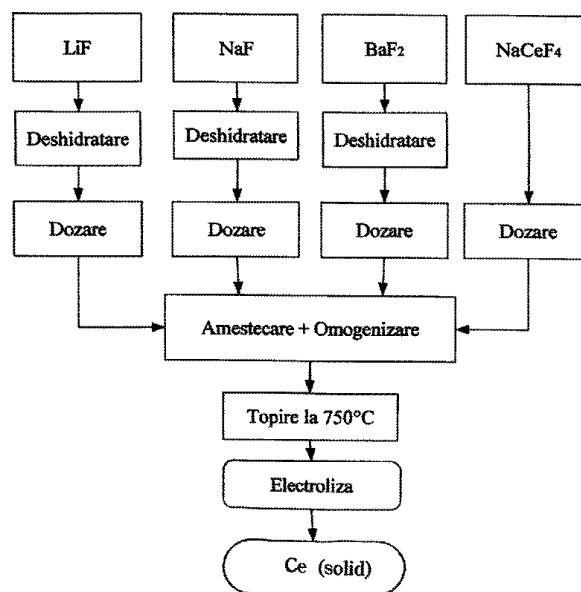 LiF
NaF
BaF₂
NaCeF₄
Deshidratare
Deshidratare
Deshidratare
Dozare
Dozare
Dozare
Dozare
Amestecare + Omogenizare
Topire la 750°C
Electroliza
Ce (solid)